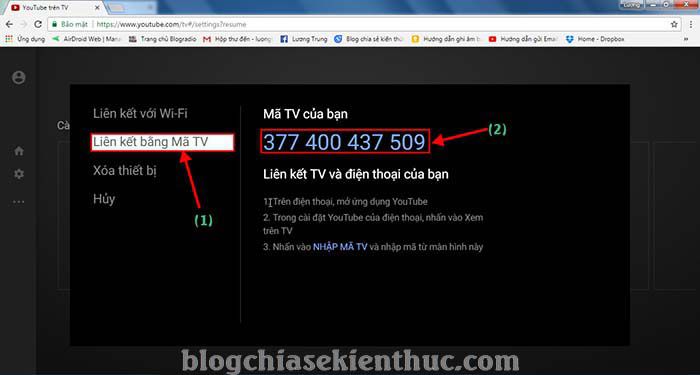 YouTube trên TV
Lương
Bảo mật | https://www.youtube.com/tv#/settings?resume
Ứng dụng
AirDroid Web | Mana
Trang chủ Blogradio
Hộp thư đến - luong
Lương Trung
Blog chia sẻ kiến thức
Hướng dẫn ghi âm b
Hướng dẫn gửi Email
Home - Dropbox
Cà
Liên kết với Wi-Fi
Liên kết bằng Mã TV
Xóa thiết bị
Hủy
(1)
Mã TV của bạn
377 400 437 509
(2)
Liên kết TV và điện thoại của bạn
1. Trên điện thoại, mở ứng dụng YouTube
2. Trong cài đặt YouTube của điện thoại, nhấn vào Xem
trên TV
3. Nhấn vào NHẬP MÃ TV và nhập mã từ màn hình này
blogchiasekienthuc.com